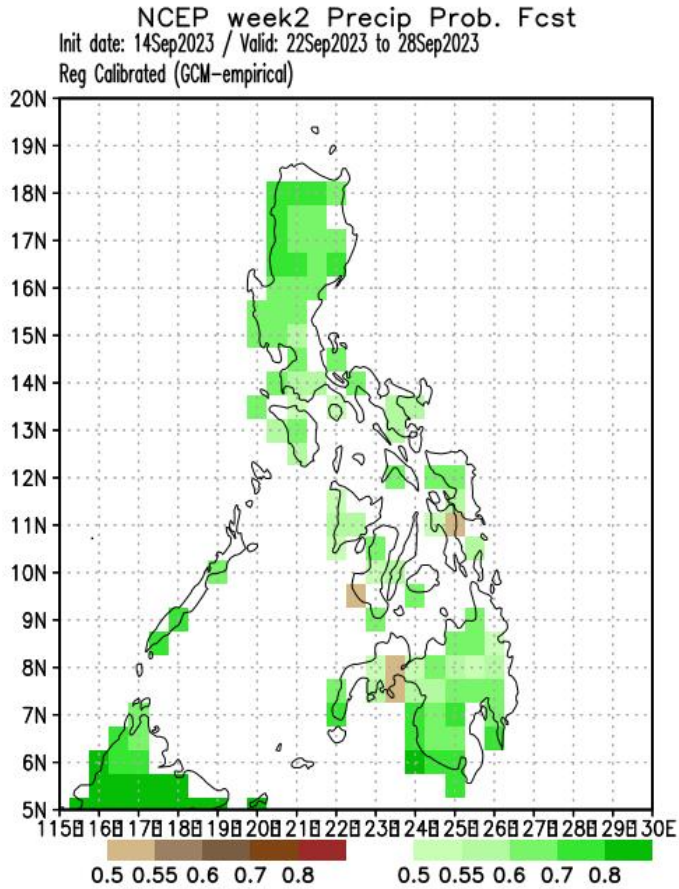 NCEP week2 Precip Prob. Fcst
Init date: 14Sep2023 / Valid: 22Sep2023 to 28Sep2023
Reg Calibrated (GCM-empirical)
20N
19N
18N
17N
16N
15N
14N
13N
12N
11N
10N
9N
8N
7N
6N
5N
115E 116E 117E 118E 119E 120E 121E 122E 123E 124E 125E 126E 127E 128E 129E 130E
0.5 0.55 0.6 0.7 0.8 0.5 0.55 0.6 0.7 0.8